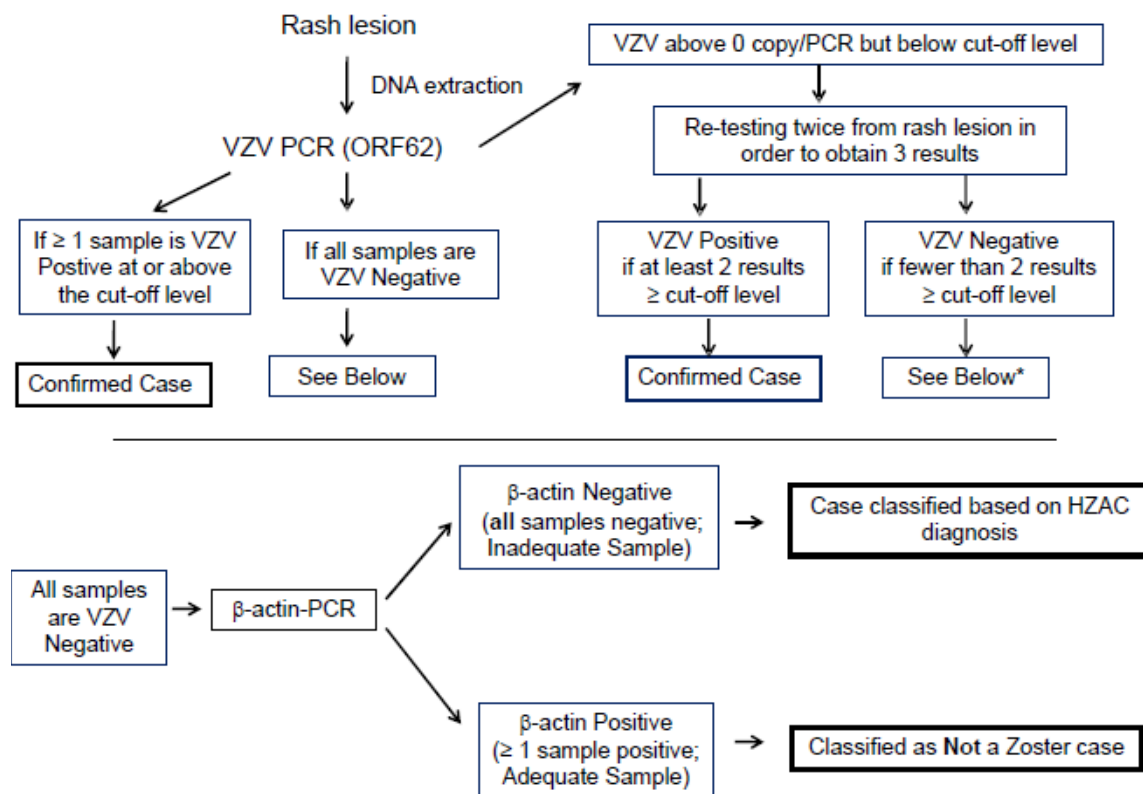 Rash lesion
DNA extraction
VZV PCR (ORF62)
If ≥ 1 sample is VZV
Postive at or above
the cut-off level
Confirmed Case
If all samples are
VZV Negative
See Below
VZV above 0 copy/PCR but below cut-off level
Re-testing twice from rash lesion in
order to obtain 3 results
VZV Positive
if at least 2 results
≥ cut-off level
Confirmed Case
VZV Negative
if fewer than 2 results
≥ cut-off level
See Below*
All samples
are VZV
Negative
β-actin-PCR
β-actin Negative
(all samples negative;
Inadequate Sample)
Case classified based on HZAC
diagnosis
β-actin Positive
(≥ 1 sample positive;
Adequate Sample)
Classified as Not a Zoster case